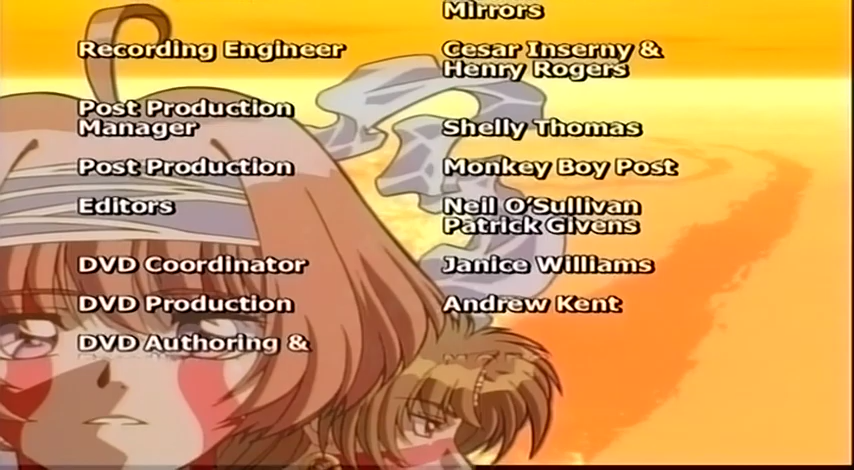 Mirrors
Recording Engineer
Cesar Inserny &
Henry Rogers
Post Production
Manager
Shelly Thomas
Post Production
Monkey Boy Post
Editors
Neil O'Sullivan
Patrick Givens
DVD Coordinator
Janice Williams
DVD Production
Andrew Kent
DVD Authoring &